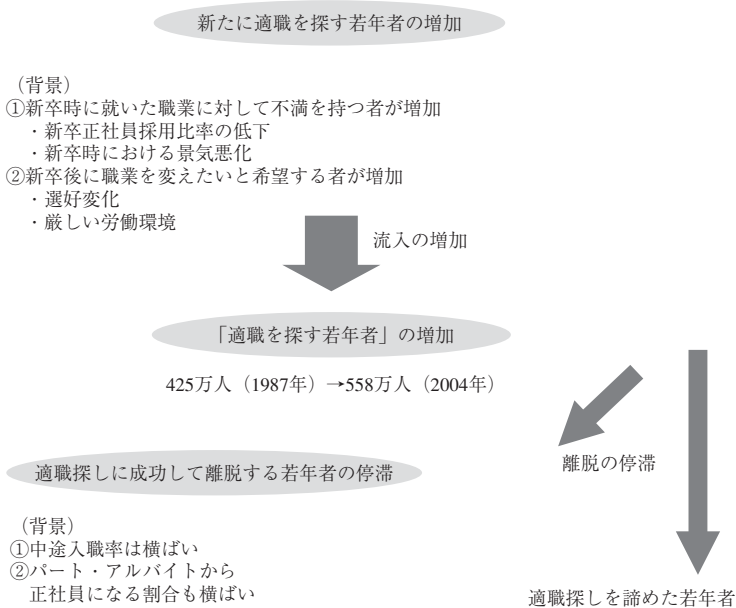 新たに適職を探す若年者の増加
（背景）
①新卒時に就いた職業に対して不満を持つ者が増加
・新卒正社員採用比率の低下
・新卒時における景気悪化
②新卒後に職業を変えたいと希望する者が増加
・選好変化
・厳しい労働環境
流入の増加
「適職を探す若年者」の増加
425万人（1987年）→558万人（2004年）
離脱の停滞
適職探しに成功して離脱する若年者の停滞
（背景）
①中途入職率は横ばい
②パート・アルバイトから
正社員になる割合も横ばい
適職探しを諦めた若年者